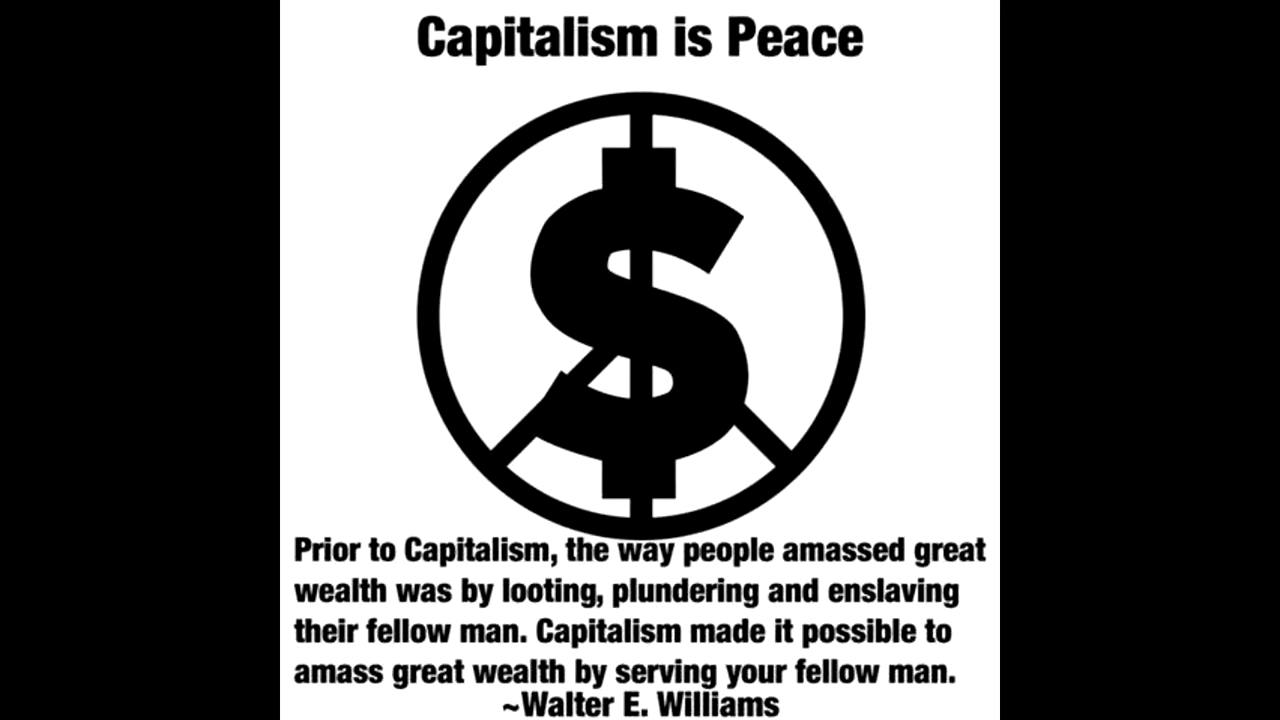 Capitalism is Peace
$
Prior to Capitalism, the way people amassed great
wealth was by looting, plundering and enslaving
their fellow man. Capitalism made it possible to
amass great wealth by serving your fellow man.
~Walter E. Williams